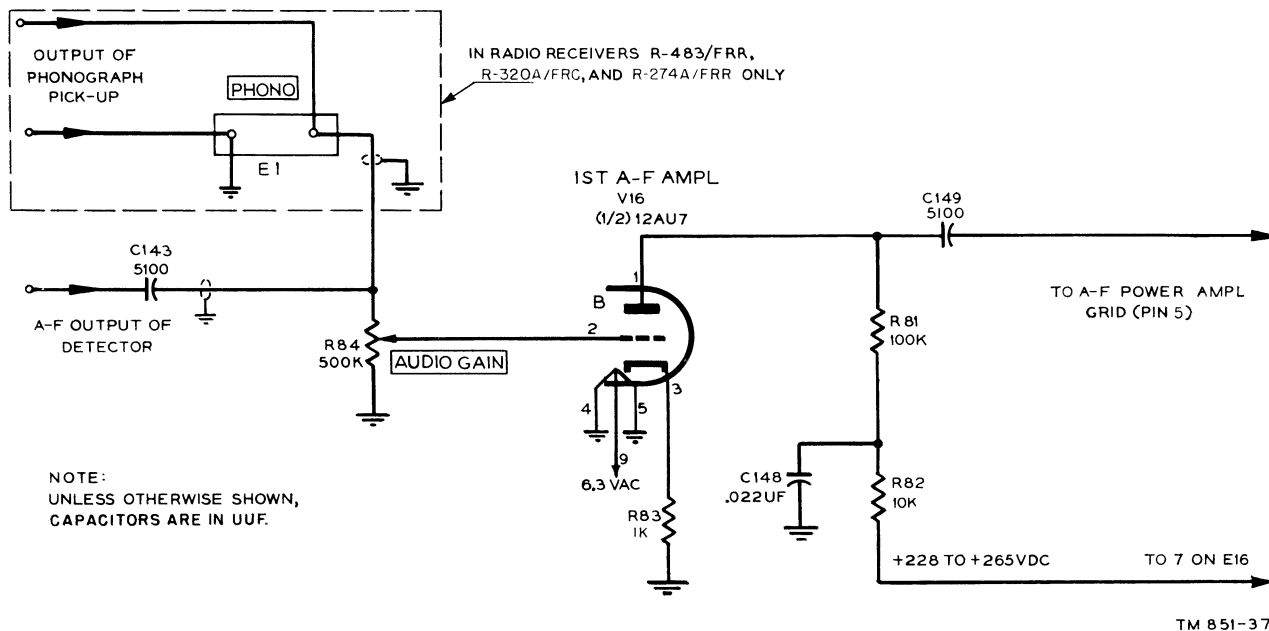 OUTPUT OF
PHONOGRAPH
PICK-UP
PHONO
E1
IN RADIO RECEIVERS R-483/FRR,
R-320A/FRC, AND R-274A/FRR ONLY
1ST A-F AMPL
V16
(1/2) 12AU7
C149
5100
C143
5100
1
B
2
3
4
5
9
6.3 VAC
A-F OUTPUT OF
DETECTOR
R84
500K
AUDIO GAIN
R81
100K
TO A-F POWER AMPL
GRID (PIN 5)
NOTE:
UNLESS OTHERWISE SHOWN,
CAPACITORS ARE IN UUF.
R83
1K
C148
.022UF
R82
10K
+228 TO +265VDC
TO 7 ON E16
TM 851-37